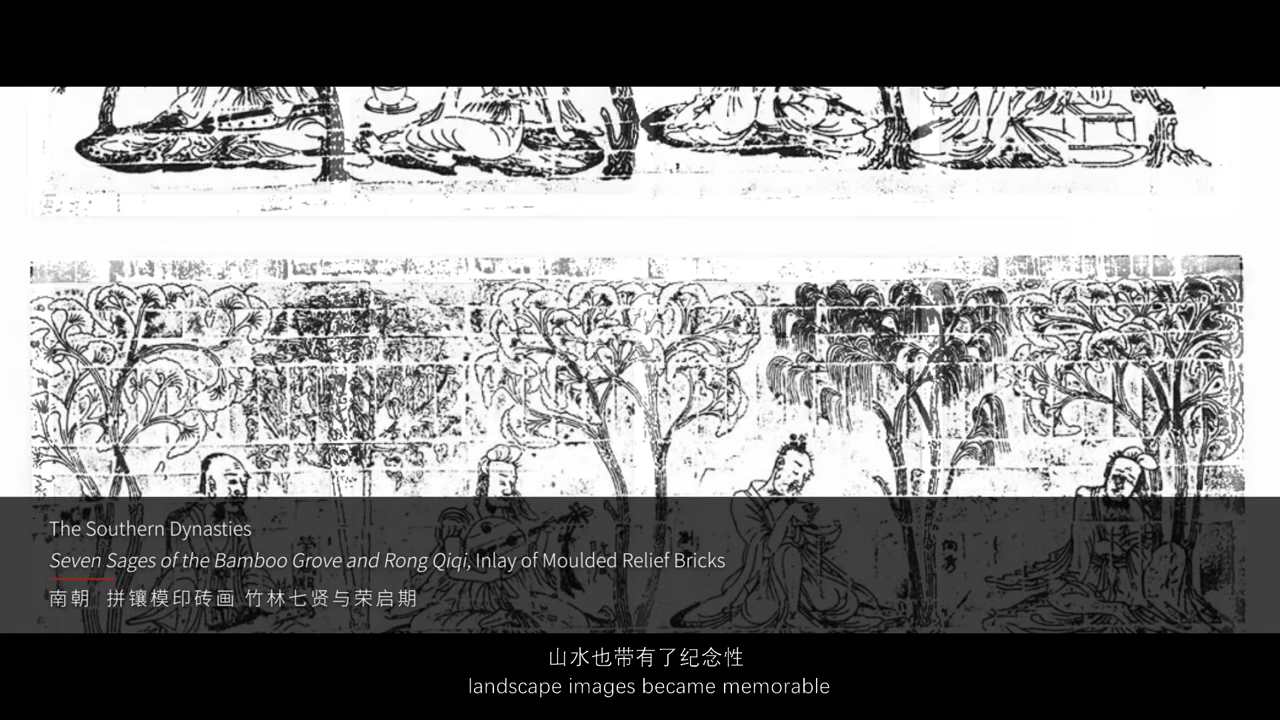 The Southern Dynasties
Seven Sages of the Bamboo Grove and Rong Qiqi, Inlay of Moulded Relief Bricks
南朝 拼镶模印砖画 竹林七贤与荣启期
山水也带有了纪念性
landscape images became memorable